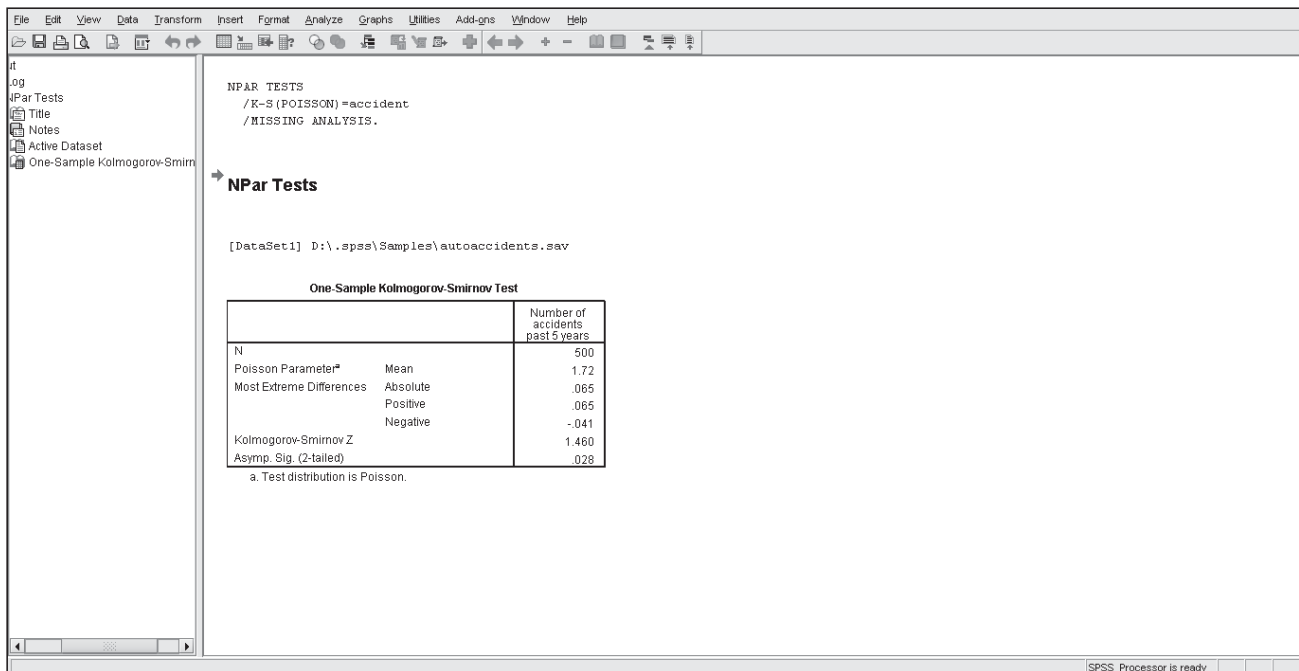 File Edit View Data Transform Insert Format Analyze Graphs Utilities Add-ons Window Help
ut
Log
NPar Tests
Title
Notes
Active Dataset
One-Sample Kolmogorov-Smirn
NPAR TESTS
/K-S(POISSON)=accident
/MISSING ANALYSIS.
NPar Tests
[DataSet1] D:\.spss\Samples\autoaccidents.sav
One-Sample Kolmogorov-Smirnov Test
Number of
accidents
past 5 years
N 500
Poisson Parameterª Mean 1.72
Most Extreme Differences Absolute .065
Positive .065
Negative -.041
Kolmogorov-Smirnov Z 1.460
Asymp. Sig. (2-tailed) .028
a. Test distribution is Poisson.
SPSS Processor is ready